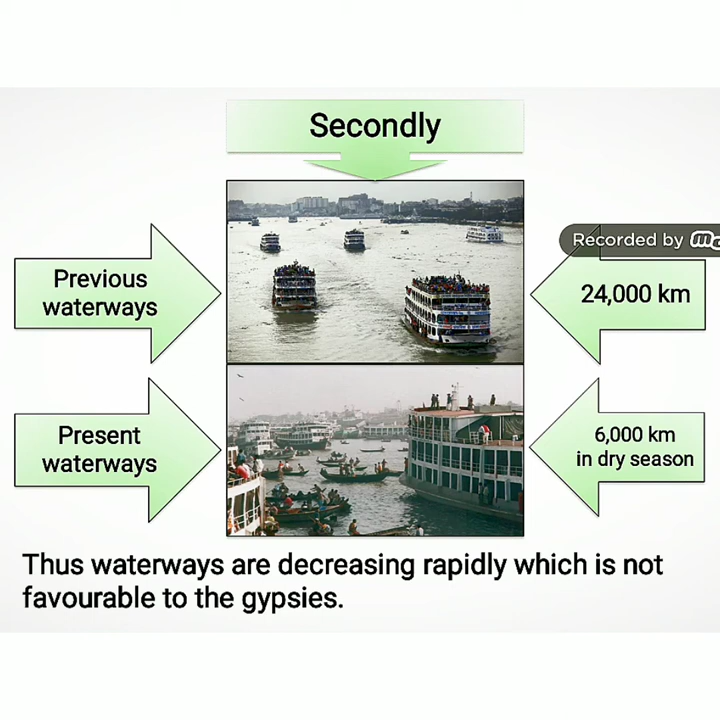 Secondly
Recorded by
Previous
waterways
24,000 km
Present
waterways
6,000 km
in dry season
Thus waterways are decreasing rapidly which is not
favourable to the gypsies.